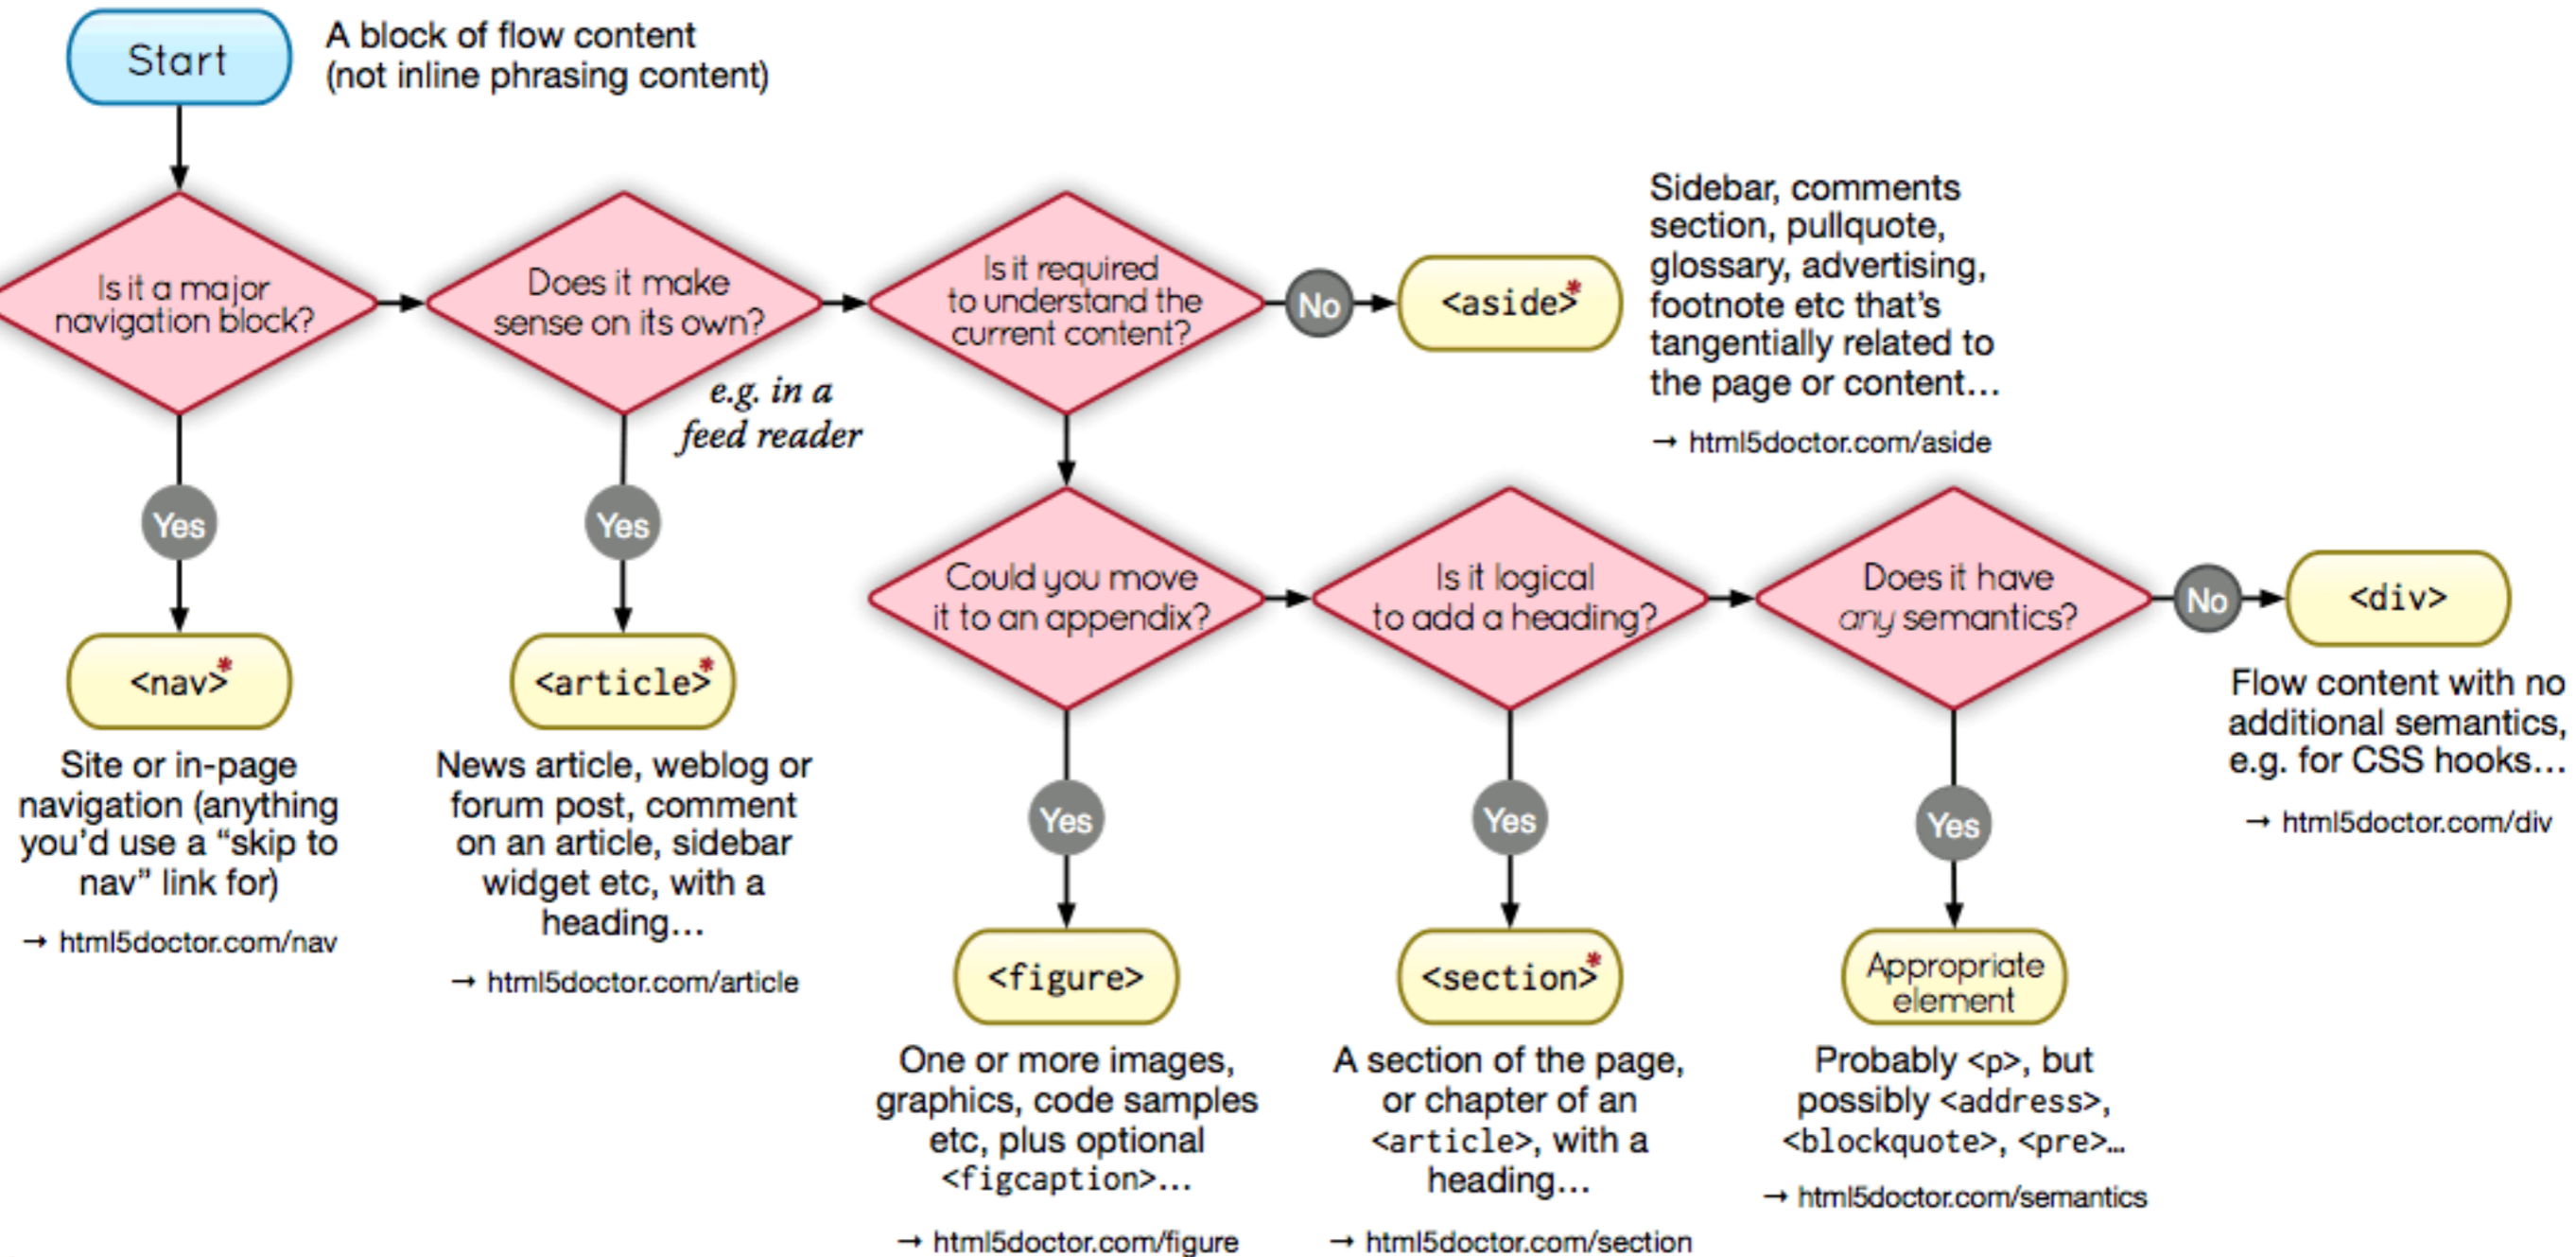 Start
A block of flow content
(not inline phrasing content)
Is it a major
navigation block?
Does it make
sense on its own?
e.g. in a
feed reader
Is it required
to understand the
current content?
No
<aside>*
Sidebar, comments
section, pullquote,
glossary, advertising,
footnote etc that’s
tangentially related to
the page or content…
→ html5doctor.com/aside
Yes
<nav>*
Site or in-page
navigation (anything
you’d use a “skip to
nav” link for)
→ html5doctor.com/nav
Yes
<article>*
News article, weblog or
forum post, comment
on an article, sidebar
widget etc, with a
heading…
→ html5doctor.com/article
Could you move
it to an appendix?
Is it logical
to add a heading?
Does it have
any semantics?
No
<div>
Flow content with no
additional semantics,
e.g. for CSS hooks…
→ html5doctor.com/div
Yes
<figure>
One or more images,
graphics, code samples
etc, plus optional
<figcaption>…
→ html5doctor.com/figure
Yes
<section>*
A section of the page,
or chapter of an
<article>, with a
heading…
→ html5doctor.com/section
Yes
Appropriate
element
Probably <p>, but
possibly <address>,
<blockquote>, <pre>…
→ html5doctor.com/semantics